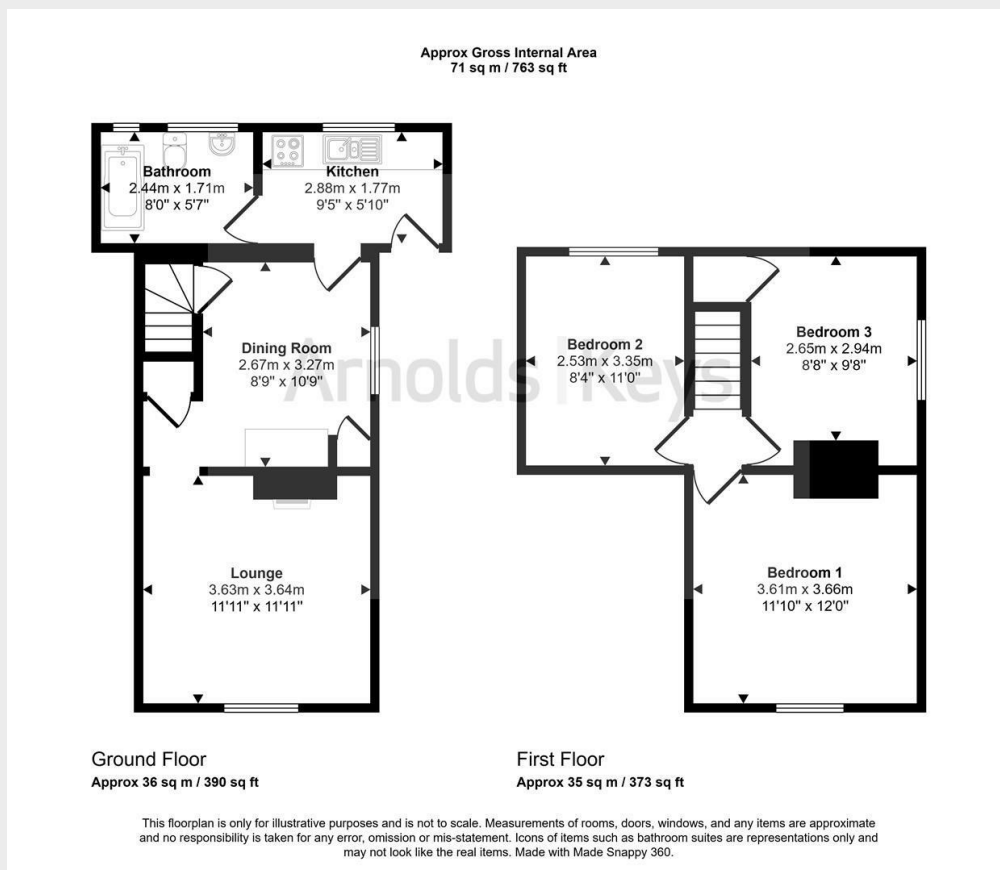 Approx Gross Internal Area
71 sq m / 763 sq ft
Bathroom
2.44m x 1.71m
8'0" x 5'7"
Kitchen
2.88m x 1.77m
9'5" x 5'10"
Dining Room
2.67m x 3.27m
8'9" x 10'9"
Lounge
3.63m x 3.64m
11'11" x 11'11"
Bedroom 2
2.53m x 3.35m
8'4" x 11'0"
Bedroom 3
2.65m x 2.94m
8'8" x 9'8"
Bedroom 1
3.61m x 3.66m
11'10" x 12'0"
Arnolds | Keys
Ground Floor
Approx 36 sq m / 390 sq ft
First Floor
Approx 35 sq m / 373 sq ft
This floorplan is only for illustrative purposes and is not to scale. Measurements of rooms, doors, windows, and any items are approximate
and no responsibility is taken for any error, omission or mis-statement. Icons of items such as bathroom suites are representations only and
may not look like the real items. Made with Made Snappy 360.